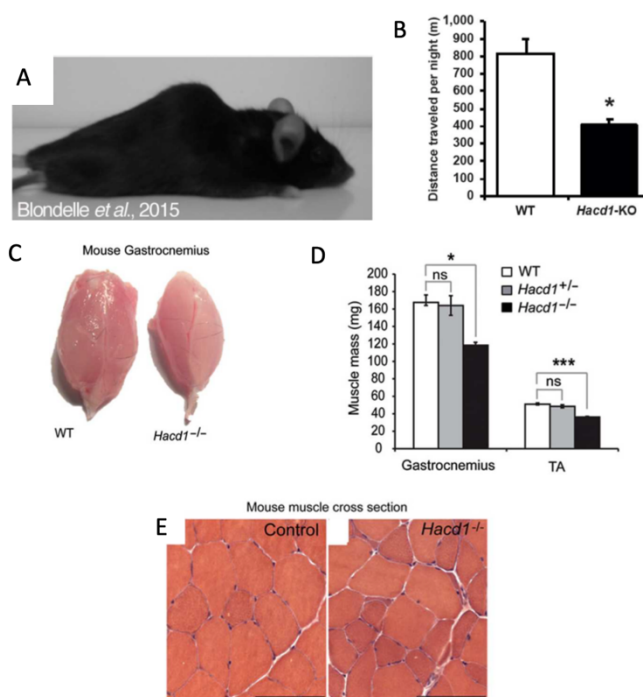 A
Blondelle et al., 2015
B
Distance traveled per night (m)
1,000
900
800
700
600
500
400
300
200
100
0
*
WT
Hacd1-KO
C
Mouse Gastrocnemius
WT
Hacd1−/−
D
Muscle mass (mg)
200
180
160
140
120
100
80
60
40
20
0
*
ns
***
ns
WT
Hacd1+/−
Hacd1−/−
Gastrocnemius
TA
Mouse muscle cross section
E
Control
Hacd1-/-